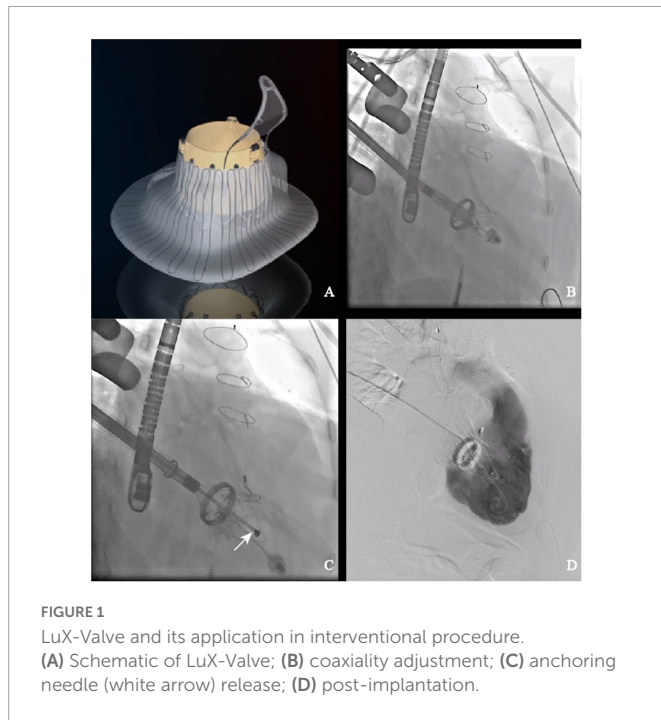 A
B
C
D
FIGURE 1
LuX-Valve and its application in interventional procedure.
(A) Schematic of LuX-Valve; (B) coaxiality adjustment; (C) anchoring
needle (white arrow) release; (D) post-implantation.